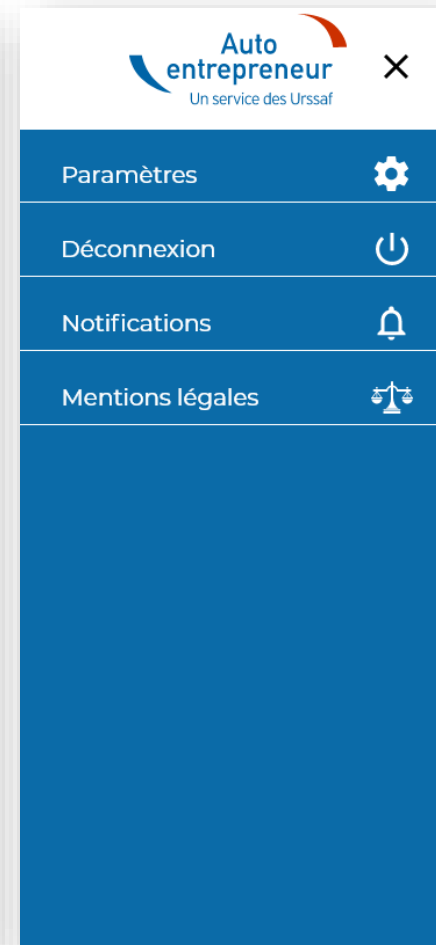 Auto
entrepreneur
Un service des Urssaf
Paramètres
Déconnexion
Notifications
Mentions légales